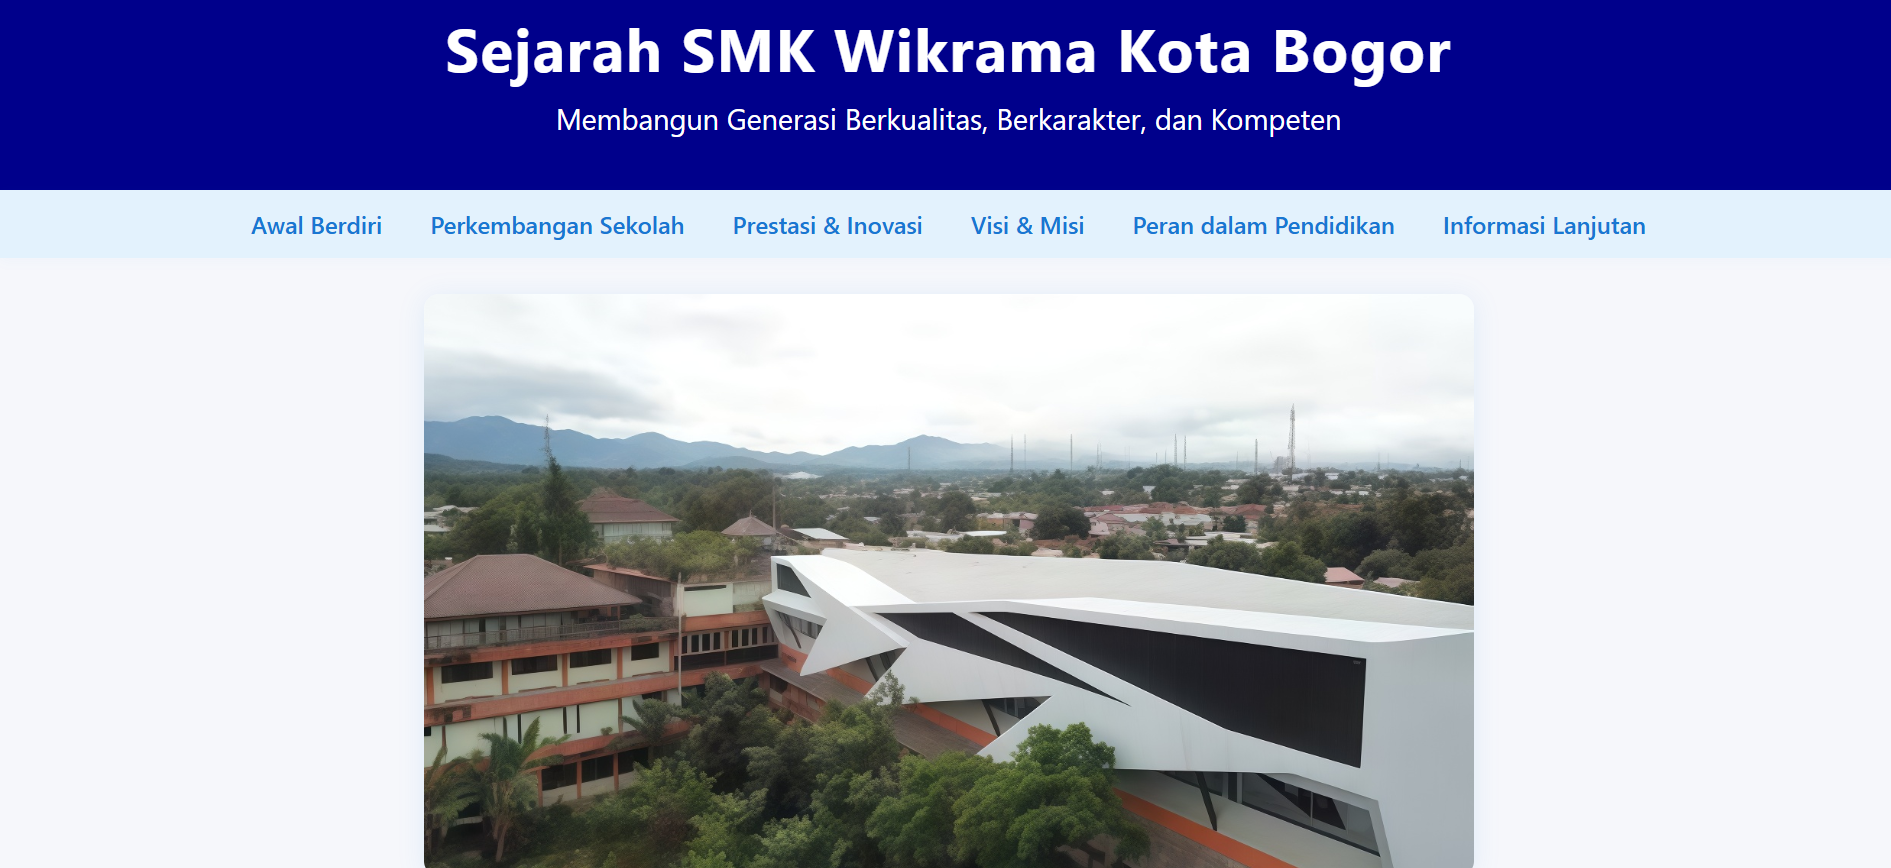 Sejarah SMK Wikrama Kota Bogor
Membangun Generasi Berkualitas, Berkarakter, dan Kompeten
Awal Berdiri Perkembangan Sekolah Prestasi & Inovasi Visi & Misi Peran dalam Pendidikan Informasi Lanjutan